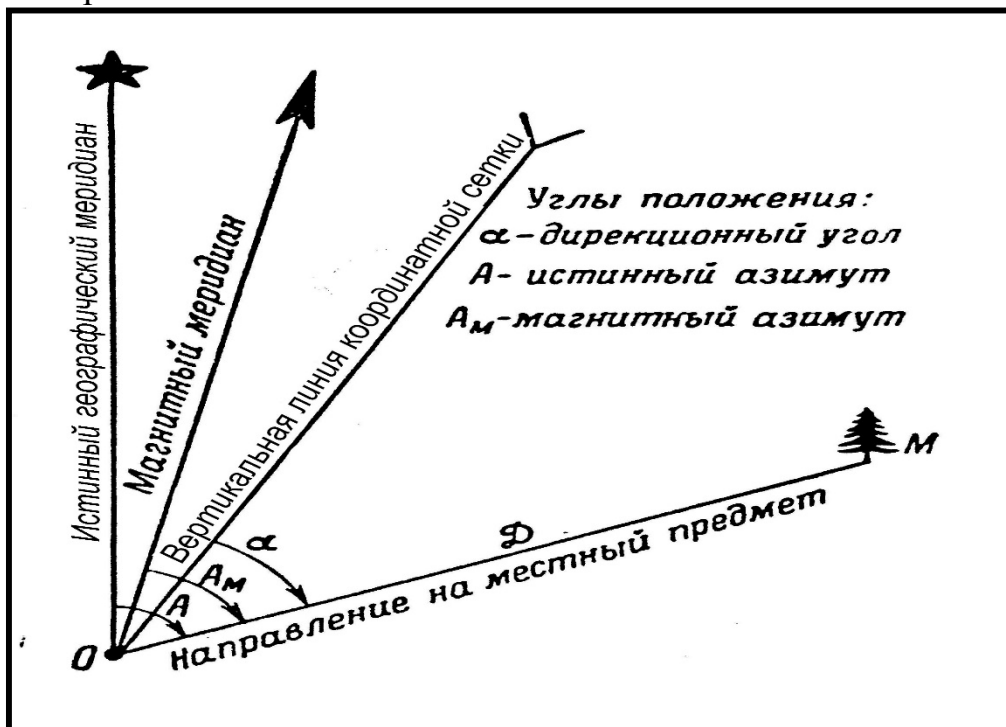 Истинный географический меридиан
Магнитный меридиан
Вертикальная линия координатной сетки
Углы положения:
α-дирекционный угол
А- истинный азимут
Ам-магнитный азимут
М
Д
Направление на местный предмет
α
Ам
А
О